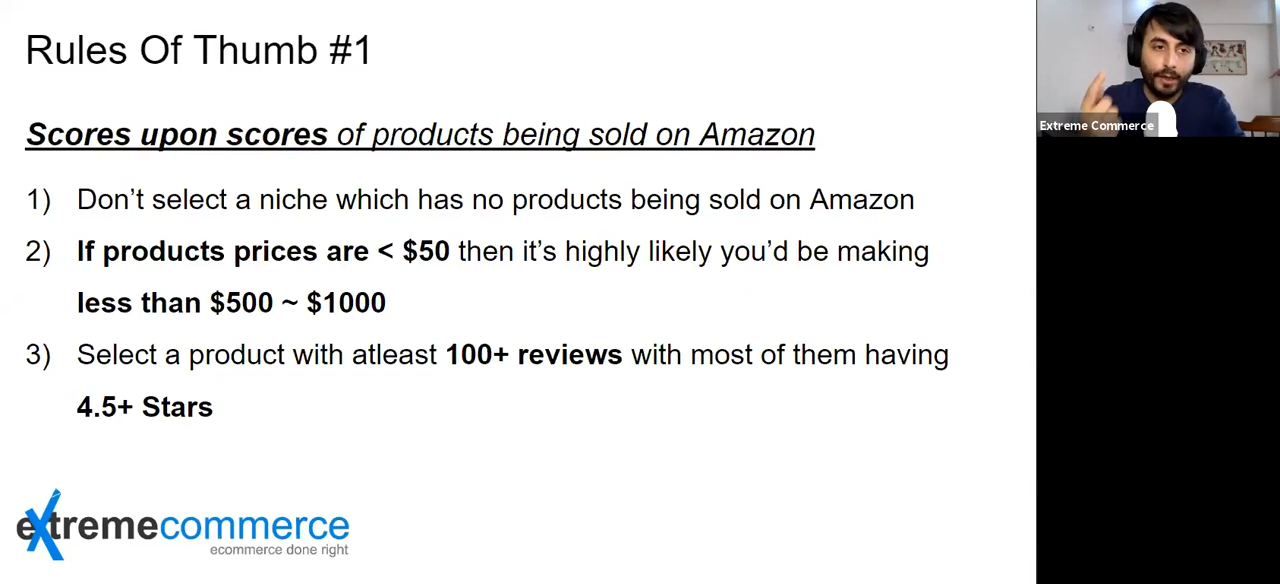 Rules Of Thumb #1
Scores upon scores of products being sold on Amazon
1) Don’t select a niche which has no products being sold on Amazon
2) If products prices are < $50 then it’s highly likely you’d be making
less than $500 ~ $1000
3) Select a product with atleast 100+ reviews with most of them having
4.5+ Stars
extremecommerce
ecommerce done right
Extreme Commerce